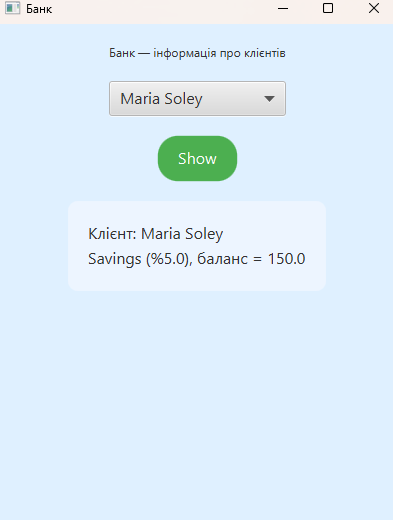 Банк
Банк — інформація про клієнтів
Maria Soley
Show
Клієнт: Maria Soley
Savings (%5.0), баланс = 150.0